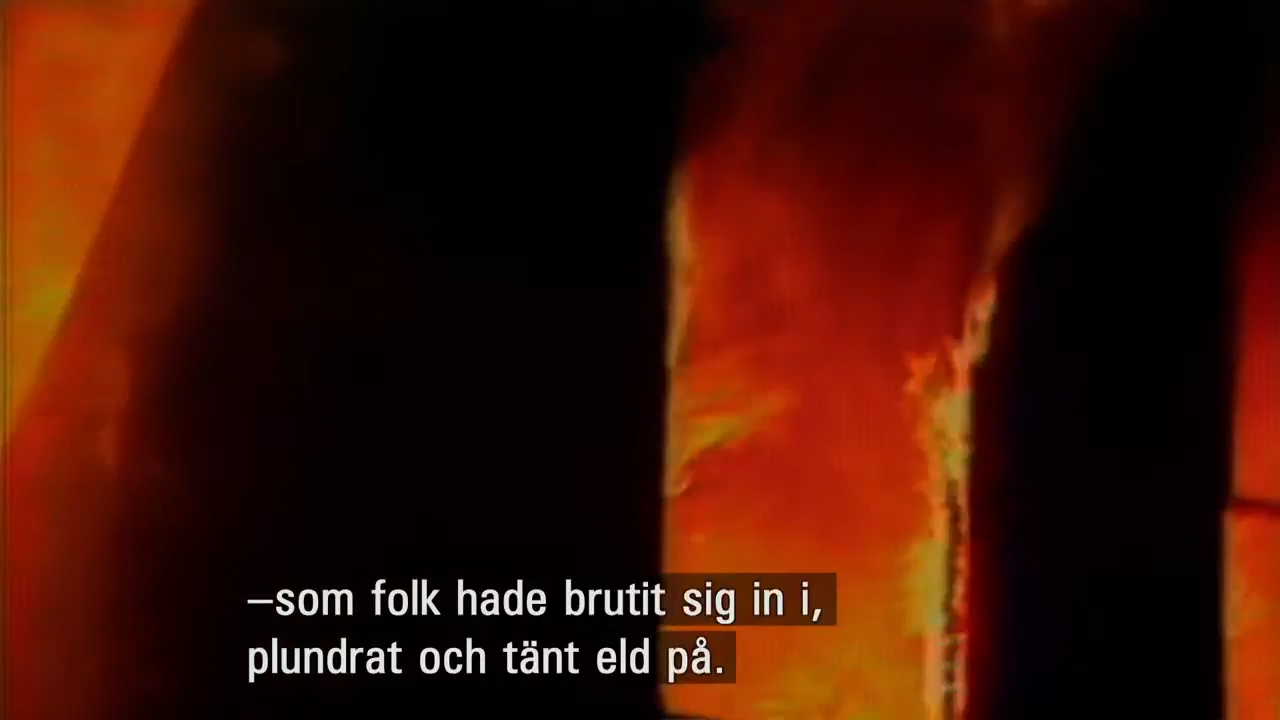 –som folk hade brutit sig in i,
plundrat och tänt eld på.